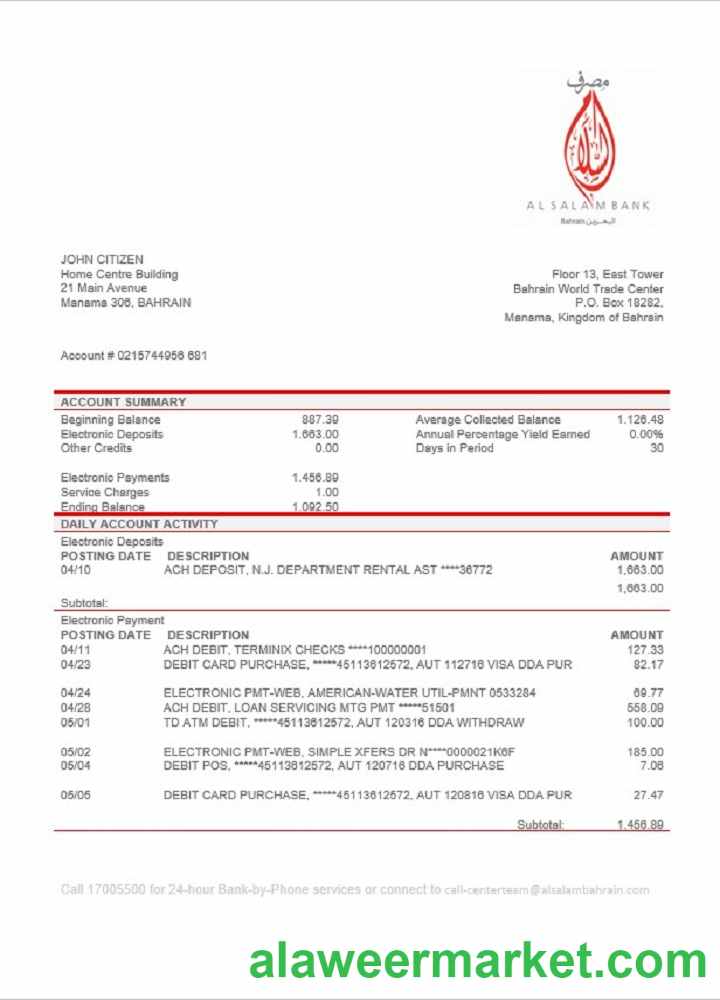 مصرف
السلام
ALSALAM BANK
Bahrain البحرين
JOHN CITIZEN
Home Centre Building
21 Main Avenue
Manama 306, BAHRAIN
Floor 13, East Tower
Bahrain World Trade Center
P.O. Box 18282,
Manama, Kingdom of Bahrain
Account # 0215744956 681
ACCOUNT SUMMARY
Beginning Balance 887.39 Average Collected Balance 1.126.48
Electronic Deposits 1.663.00 Annual Percentage Yield Earned 0.00%
Other Credits 0.00 Days in Period 30
Electronic Payments 1.456.89
Service Charges 1.00
Ending Balance 1.092.50
DAILY ACCOUNT ACTIVITY
Electronic Deposits
POSTING DATE DESCRIPTION AMOUNT
04/10 ACH DEPOSIT, N.J. DEPARTMENT RENTAL AST ****36772 1,663.00
1,663.00
Subtotal:
Electronic Payment
POSTING DATE DESCRIPTION AMOUNT
04/11 ACH DEBIT, TERMINIX CHECKS ****100000001 127.33
04/23 DEBIT CARD PURCHASE, *****45113612572, AUT 112716 VISA DDA PUR 82.17
04/24 ELECTRONIC PMT-WEB, AMERICAN-WATER UTIL-PMNT 0533284 69.77
04/28 ACH DEBIT, LOAN SERVICING MTG PMT *****51501 558.09
05/01 TD ATM DEBIT, *****45113612572, AUT 120316 DDA WITHDRAW 100.00
05/02 ELECTRONIC PMT-WEB, SIMPLE XFERS DR N****0000021K6F 185.00
05/04 DEBIT POS, *****45113612572, AUT 120716 DDA PURCHASE 7.06
05/05 DEBIT CARD PURCHASE, *****45113612572, AUT 120816 VISA DDA PUR 27.47
Subtotal: 1.456.89
Call 17005500 for 24-hour Bank-by-Phone services or connect to call-centerteam@alsalambahrain.com
alaweermarket.com